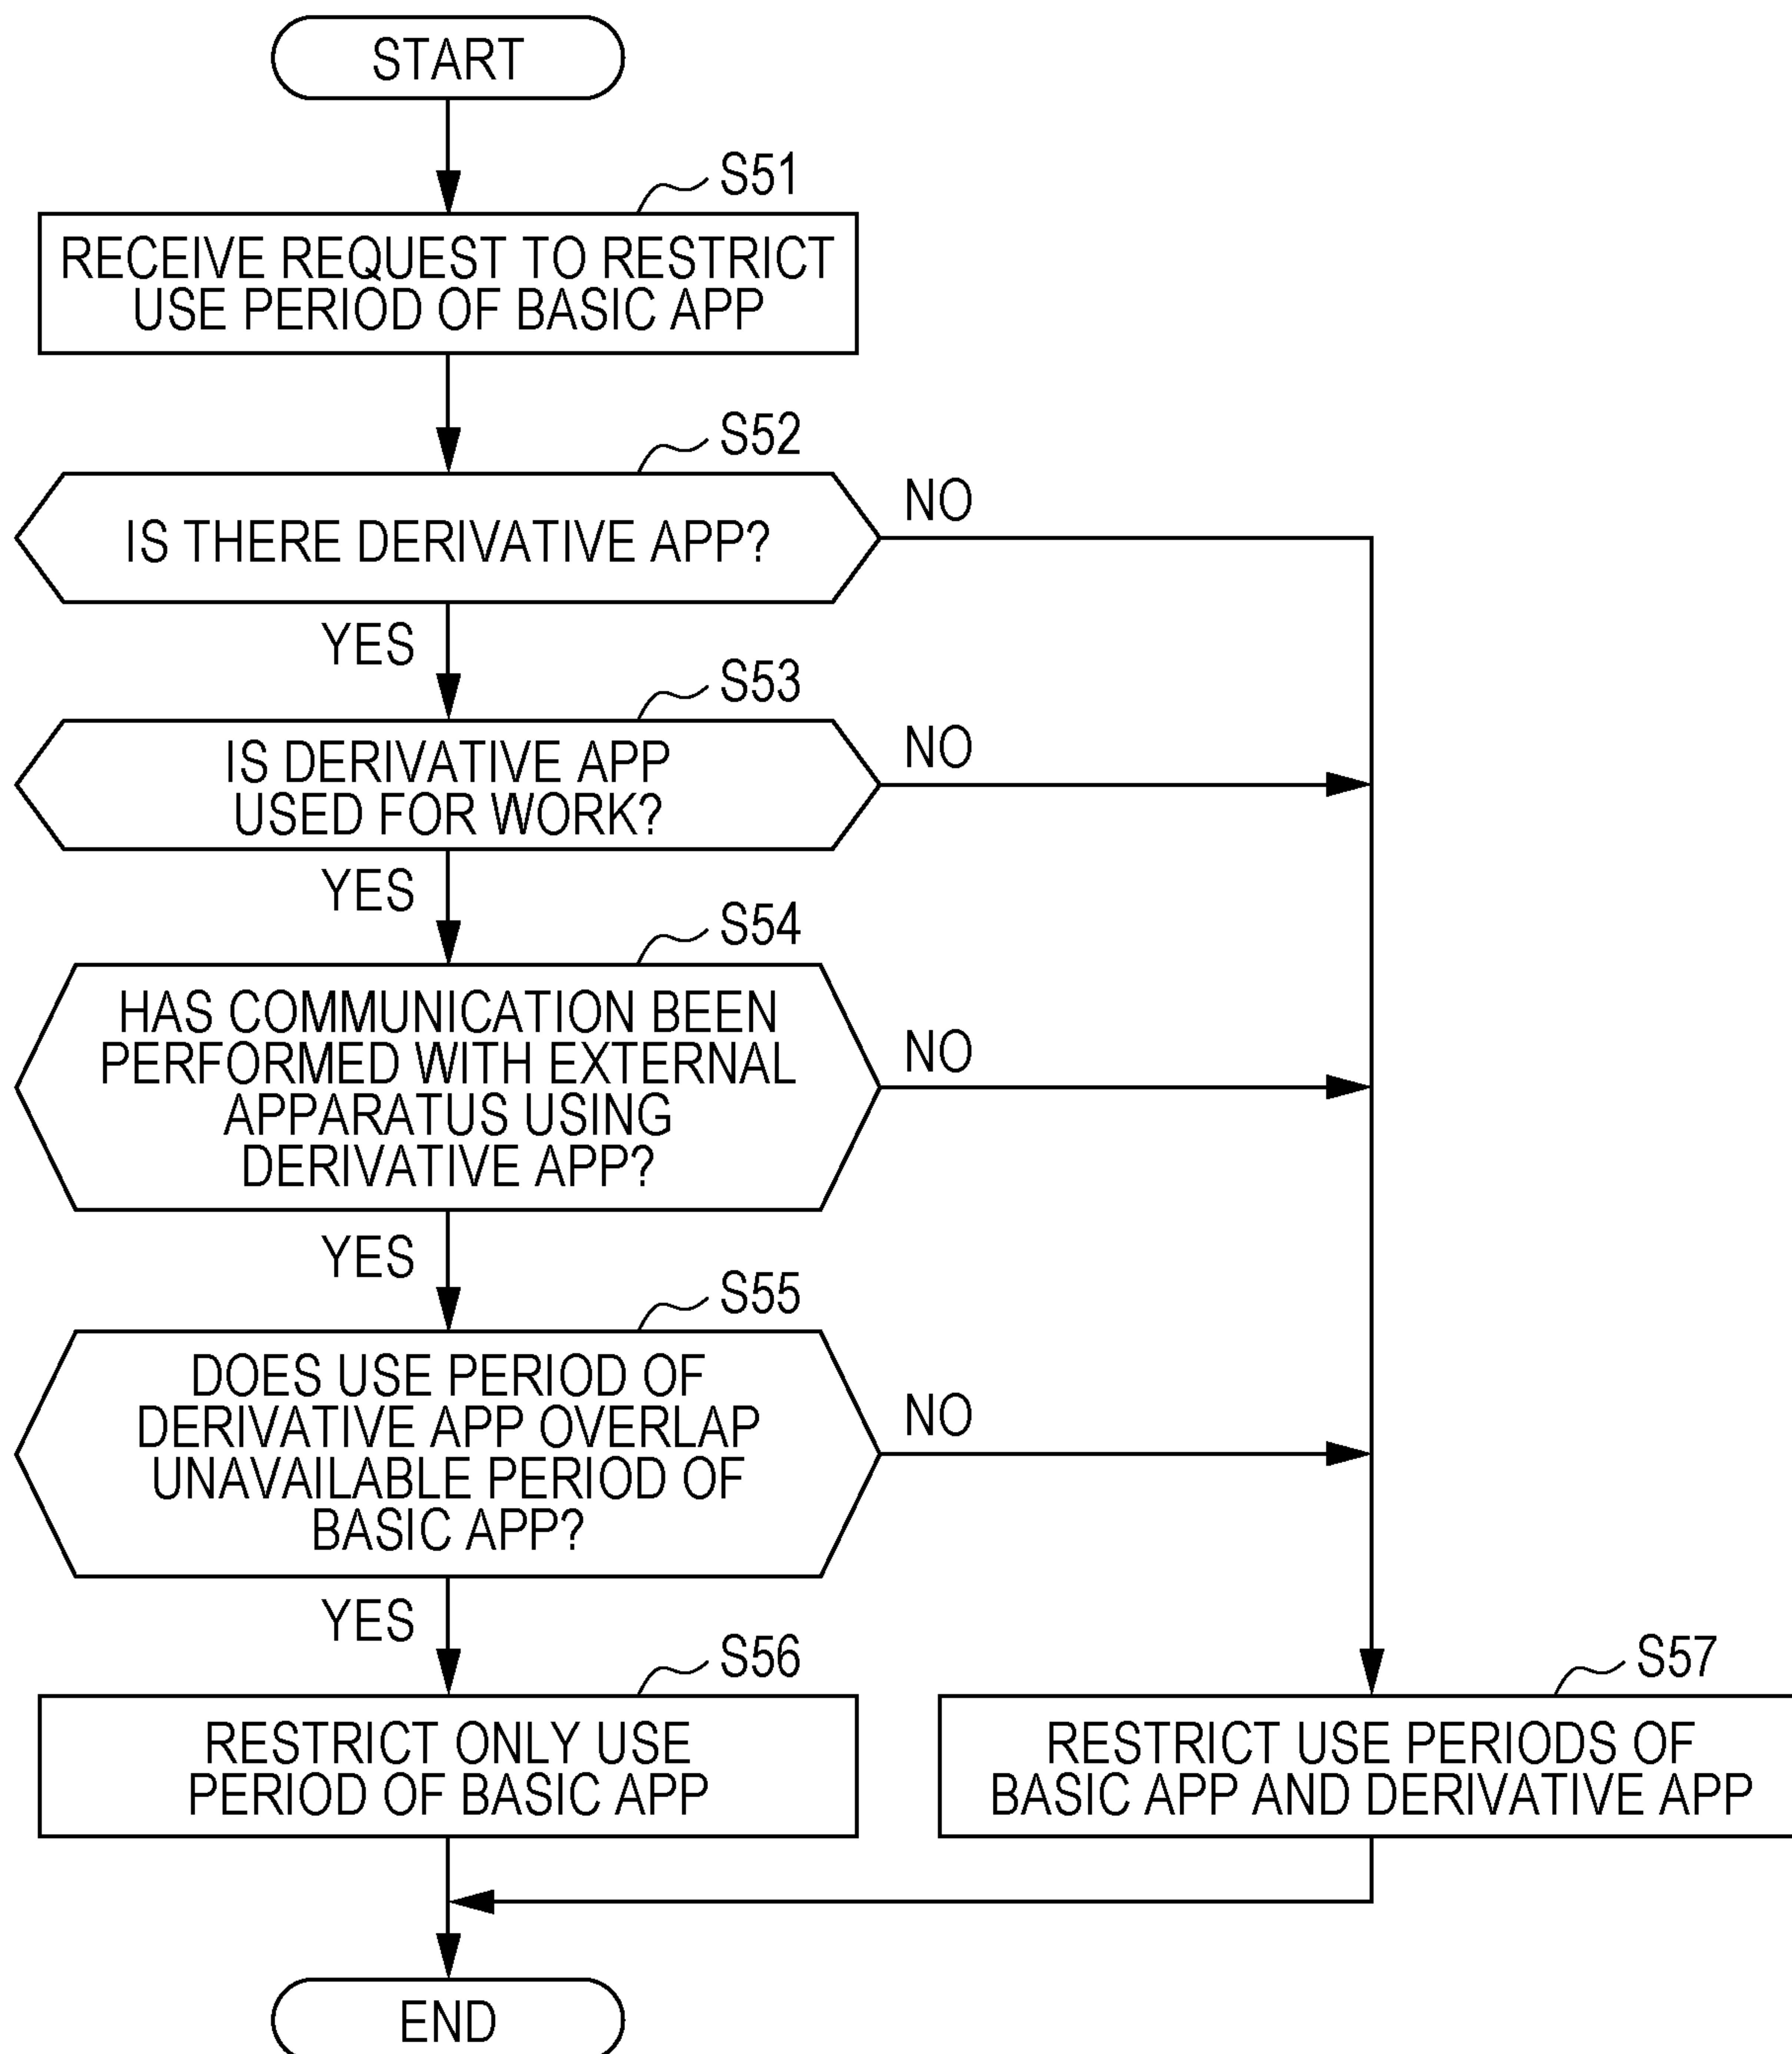 START
S51
RECEIVE REQUEST TO RESTRICT
USE PERIOD OF BASIC APP
S52
IS THERE DERIVATIVE APP?
NO
YES
S53
IS DERIVATIVE APP
USED FOR WORK?
NO
YES
S54
HAS COMMUNICATION BEEN
PERFORMED WITH EXTERNAL
APPARATUS USING
DERIVATIVE APP?
NO
YES
S55
DOES USE PERIOD OF
DERIVATIVE APP OVERLAP
UNAVAILABLE PERIOD OF
BASIC APP?
NO
YES
S56
RESTRICT ONLY USE
PERIOD OF BASIC APP
S57
RESTRICT USE PERIODS OF
BASIC APP AND DERIVATIVE APP
END